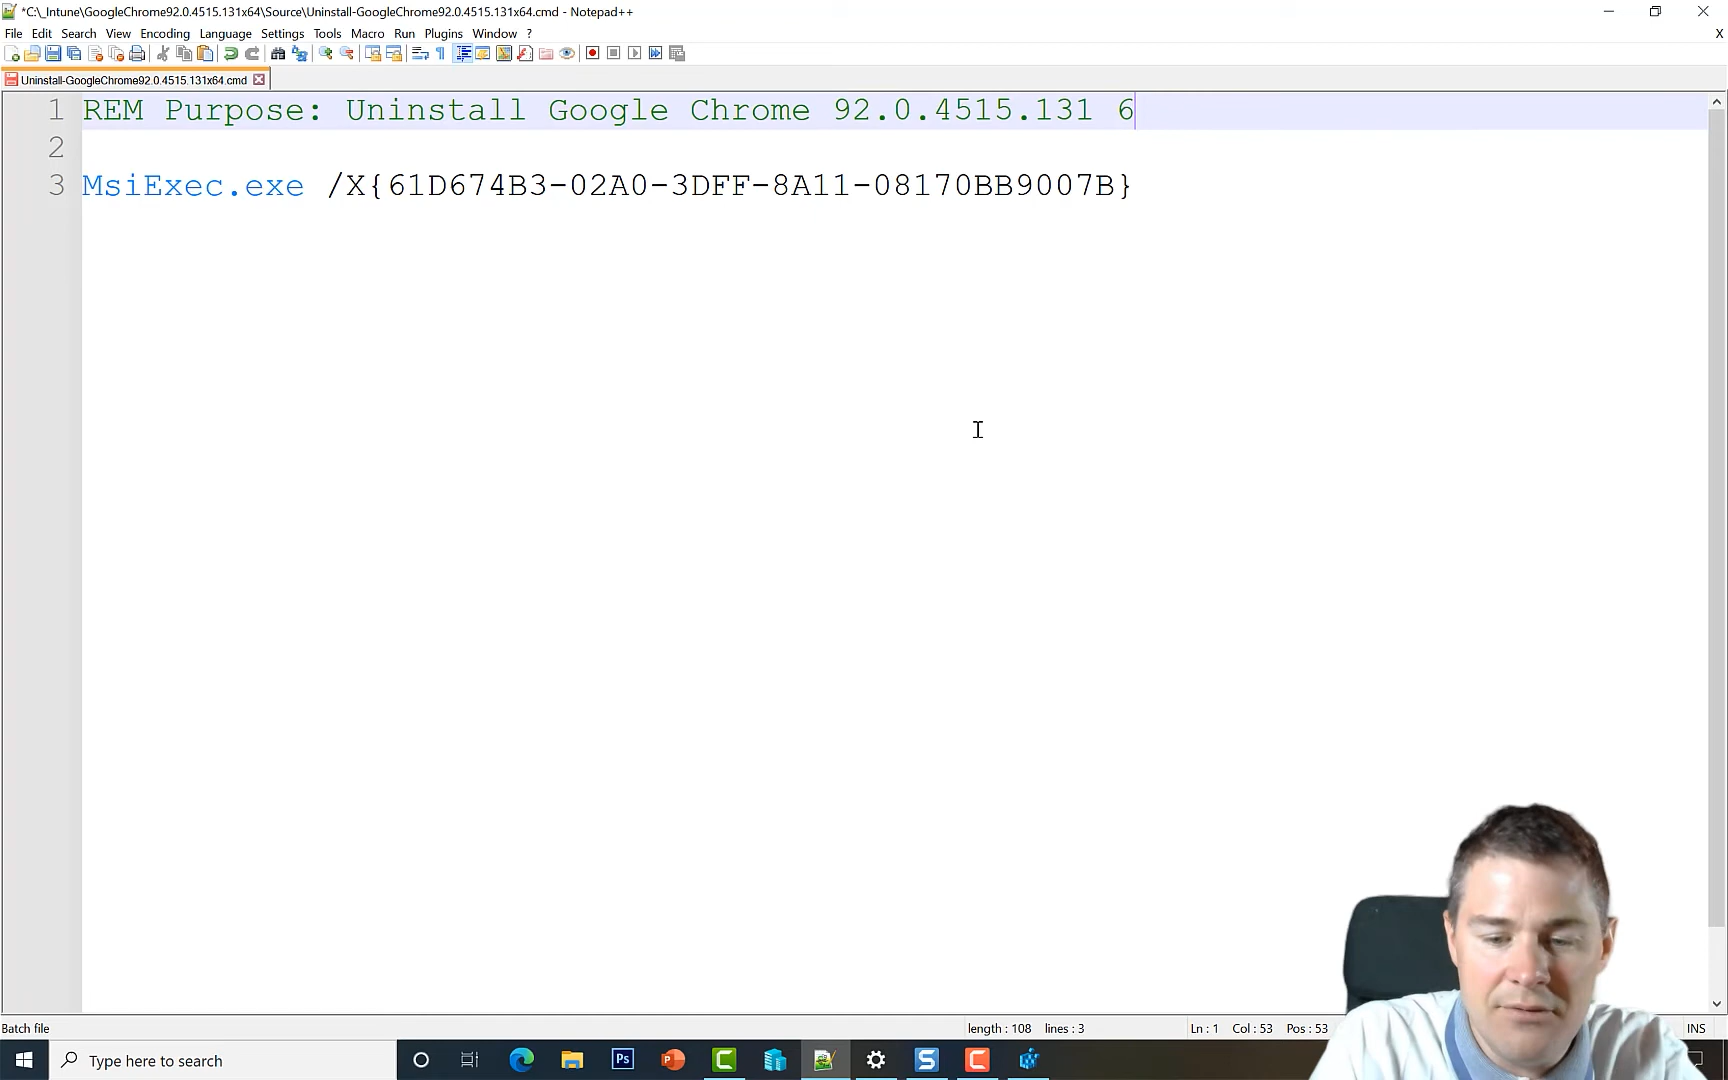 *C:\_Intune\GoogleChrome92.0.4515.131x64\Source\Uninstall-GoogleChrome92.0.4515.131x64.cmd - Notepad++
File Edit Search View Encoding Language Settings Tools Macro Run Plugins Window ? X
Uninstall-GoogleChrome92.0.4515.131x64.cmd
1 REM Purpose: Uninstall Google Chrome 92.0.4515.131 6
2
3 MsiExec.exe /X{61D674B3-02A0-3DFF-8A11-08170BB9007B}
Batch file length : 108 lines : 3 Ln : 1 Col : 53 Pos : 53 INS
Type here to search Ps P C S C